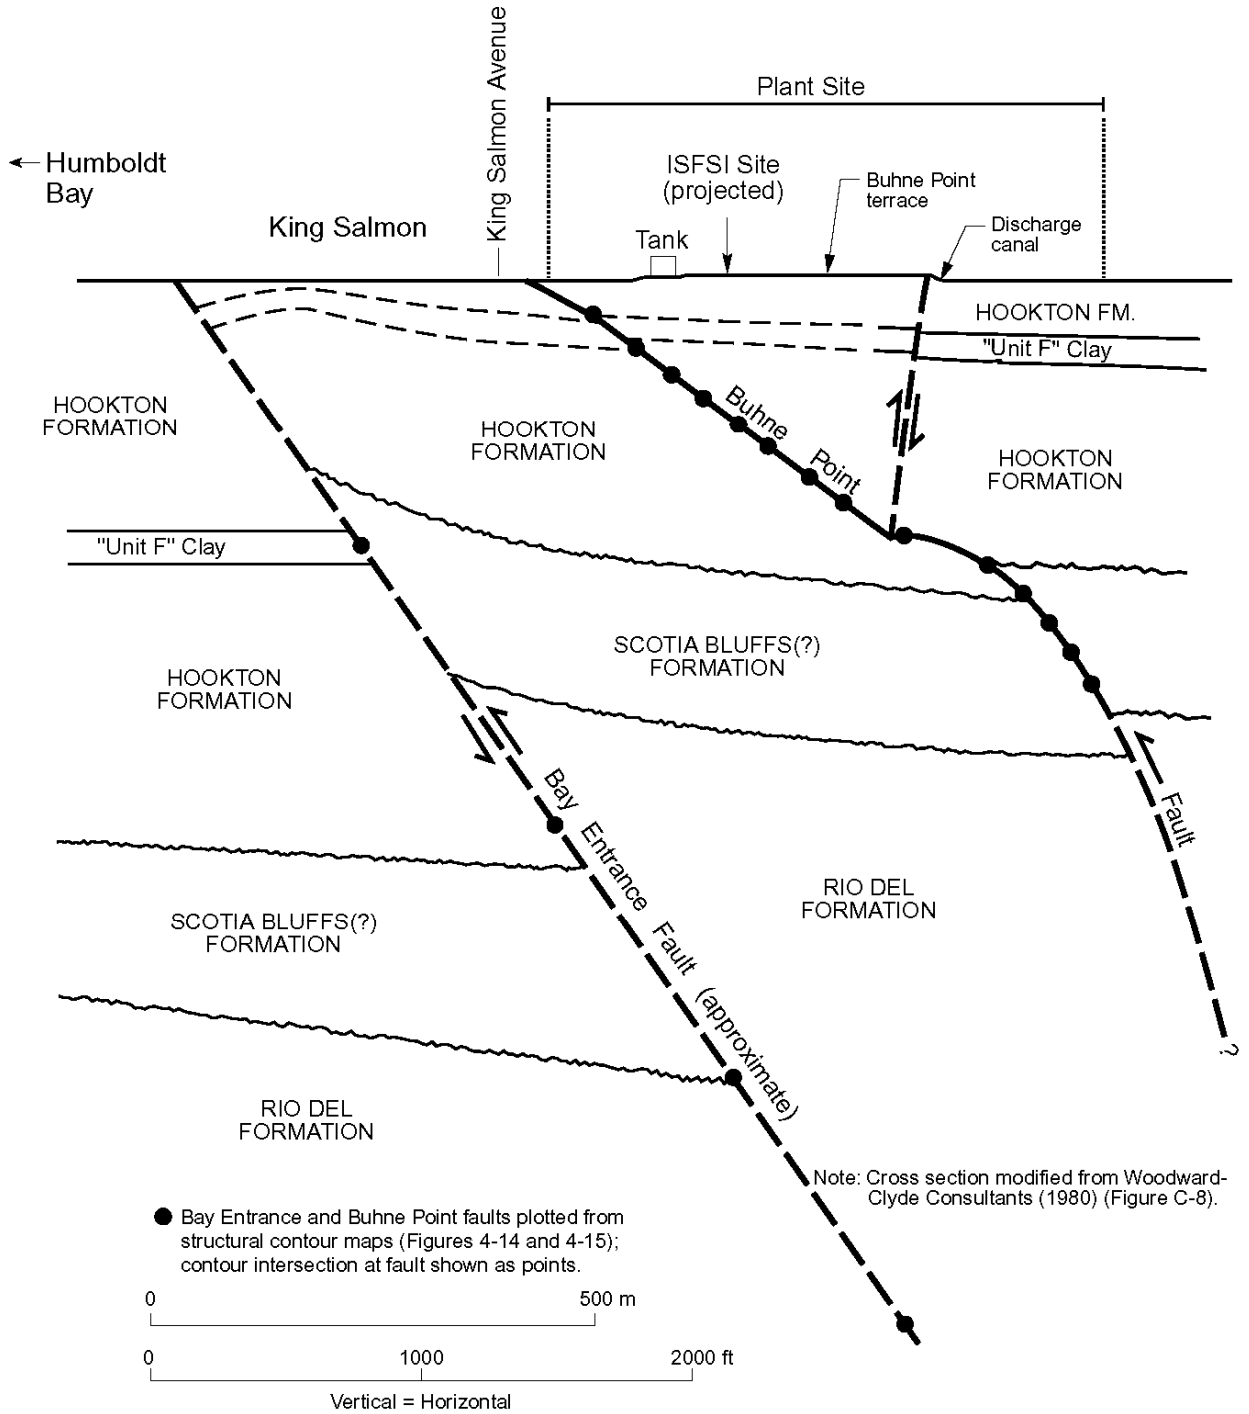 King Salmon Avenue
Plant Site
Humboldt
Bay
ISFSI Site
(projected)
Buhne Point
terrace
King Salmon
Tank
Discharge
canal
HOOKTON FM.
"Unit F" Clay
HOOKTON
FORMATION
HOOKTON
FORMATION
Buhne Point
HOOKTON
FORMATION
"Unit F" Clay
SCOTIA BLUFFS(?)
FORMATION
HOOKTON
FORMATION
Bay Entrance Fault (approximate)
Fault
?
RIO DEL
FORMATION
SCOTIA BLUFFS(?)
FORMATION
RIO DEL
FORMATION
Note: Cross section modified from Woodward-
Clyde Consultants (1980) (Figure C-8).
Bay Entrance and Buhne Point faults plotted from
structural contour maps (Figures 4-14 and 4-15);
contour intersection at fault shown as points.
0 500 m
0 1000 2000 ft
Vertical = Horizontal